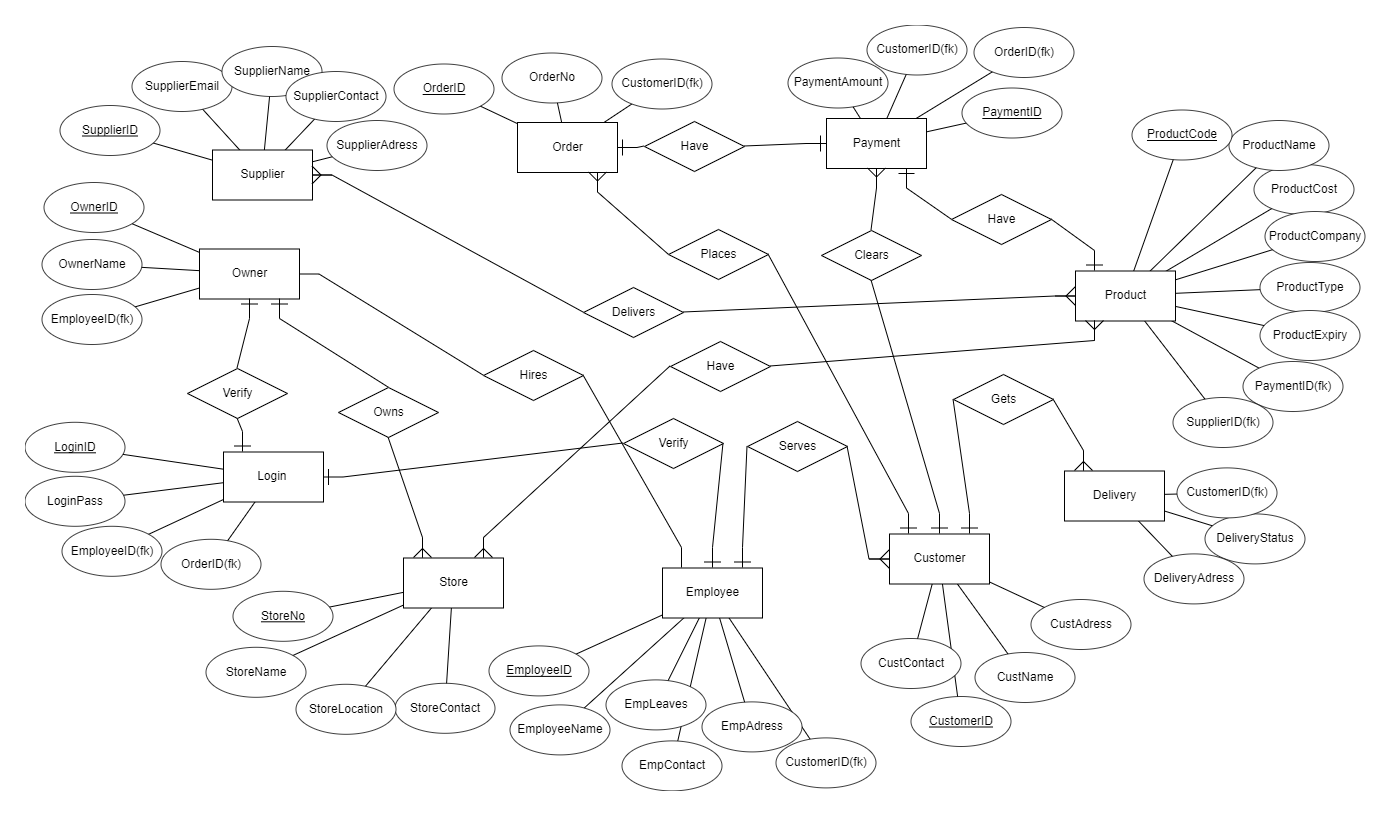 SupplierEmail
SupplierName
SupplierContact
SupplierID
SupplierAdress
Supplier
OrderID
OrderNo
CustomerID(fk)
Order
Have
PaymentAmount
CustomerID(fk)
OrderID(fk)
PaymentID
Payment
ProductCode
ProductName
ProductCost
ProductCompany
ProductType
ProductExpiry
PaymentID(fk)
SupplierID(fk)
Product
Have
Clears
Places
Delivers
Have
OwnerID
OwnerName
EmployeeID(fk)
Owner
Hires
Verify
Owns
Verify
Serves
Gets
LoginID
LoginPass
EmployeeID(fk)
OrderID(fk)
Login
Delivery
CustomerID(fk)
DeliveryStatus
DeliveryAdress
Store
StoreNo
StoreName
StoreLocation
StoreContact
Employee
EmployeeID
EmployeeName
EmpLeaves
EmpContact
EmpAdress
CustomerID(fk)
Customer
CustContact
CustomerID
CustName
CustAdress